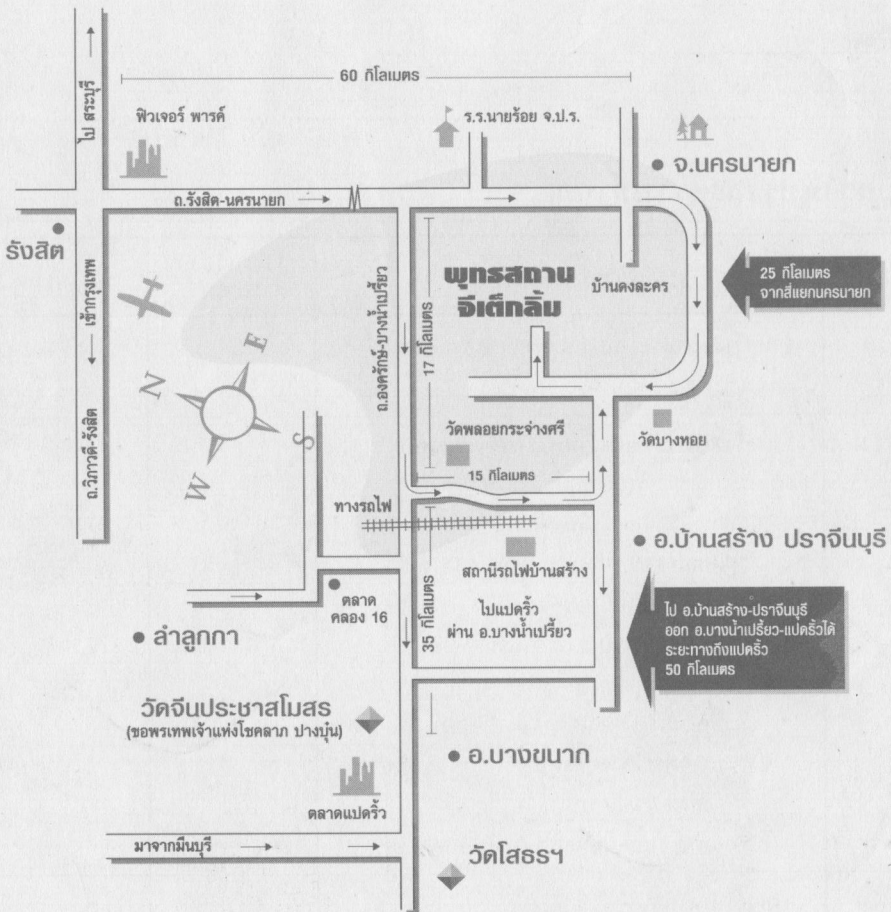 60 กิโลเมตร
ไป สระบุรี
ฟิวเจอร์ พารค์
ร.ร.นายร้อย จ.ป.ร.
จ.นครนายก
ถ.รังสิต-นครนายก
รังสิต
เข้ากรุงเทพ
ถ.วิภาวดี-รังสิต
N
E
S
W
ถ.องครักษ์-บางน้ำเปรี้ยว
17 กิโลเมตร
พุทธสถาน
จีเต็กลิ้ม
บ้านดงละคร
25 กิโลเมตร
จากสี่แยกนครนายก
วัดพลอยกระจ่างศรี
วัดบางหอย
15 กิโลเมตร
ทางรถไฟ
สถานีรถไฟบ้านสร้าง
อ.บ้านสร้าง ปราจีนบุรี
ตลาด
คลอง 16
35 กิโลเมตร
ไปแปดริ้ว
ผ่าน อ.บางน้ำเปรี้ยว
ไป อ.บ้านสร้าง-ปราจีนบุรี
ออก อ.บางน้ำเปรี้ยว-แปดริ้วได้
ระยะทางถึงแปดริ้ว
50 กิโลเมตร
ลำลูกกา
วัดจีนประชาสโมสร
(ขอพรเทพเจ้าแห่งโชคลาภ ปางบุ๋น)
อ.บางขนาก
ตลาดแปดริ้ว
มาจากมีนบุรี
วัดโสธรฯ